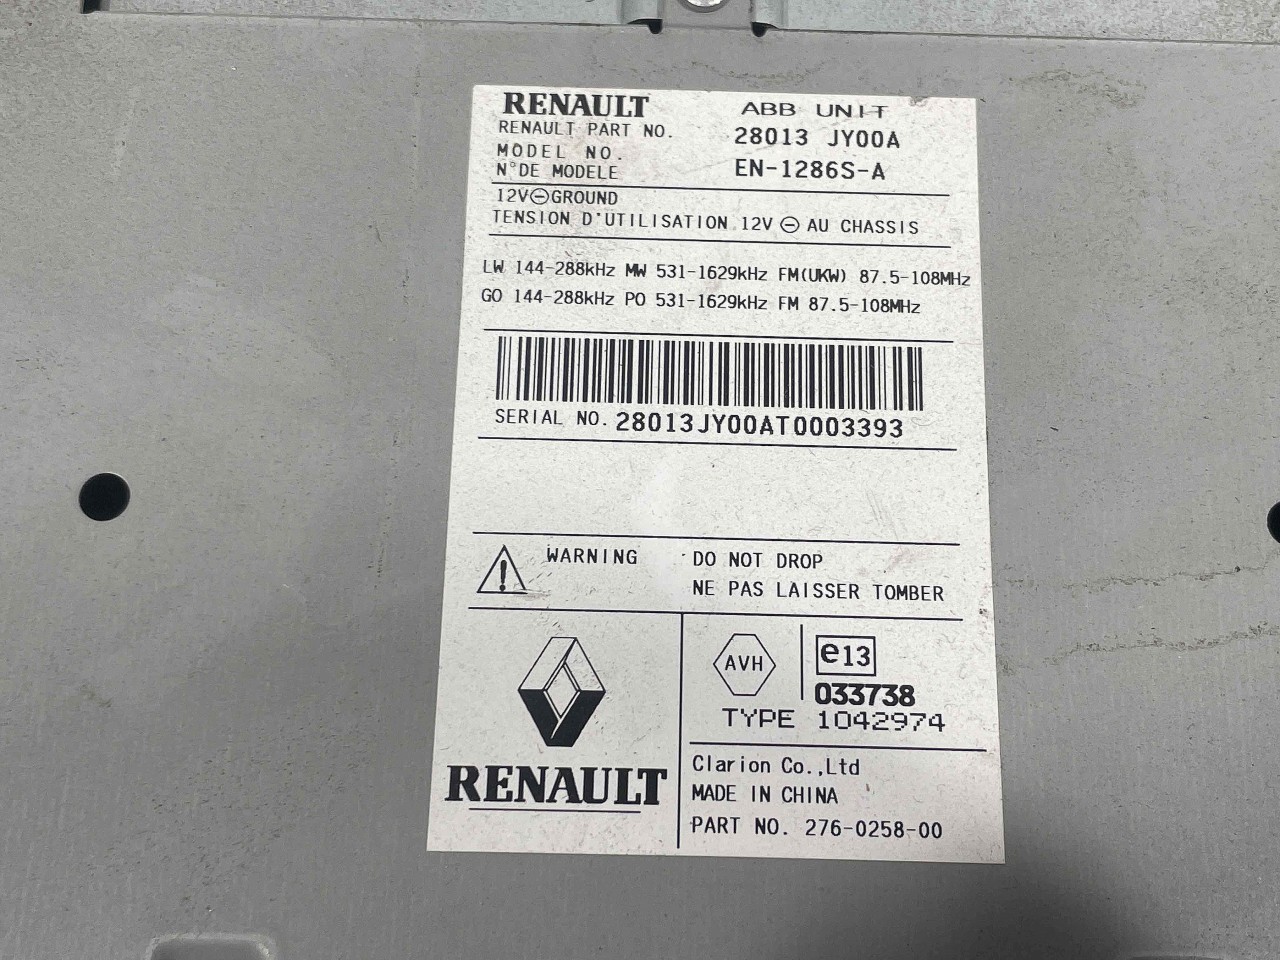 RENAULT ABB UNIT
RENAULT PART NO. 28013 JY00A
MODEL NO.
N°DE MODELE EN-1286S-A
12V⊖GROUND
TENSION D'UTILISATION 12V ⊖ AU CHASSIS
LW 144-288kHz MW 531-1629kHz FM(UKW) 87.5-108MHz
GO 144-288kHz PO 531-1629kHz FM 87.5-108MHz
SERIAL NO. 28013JY00AT0003393
WARNING DO NOT DROP
NE PAS LAISSER TOMBER
AVH e13
033738
TYPE 1042974
RENAULT
Clarion Co.,Ltd
MADE IN CHINA
PART NO. 276-0258-00